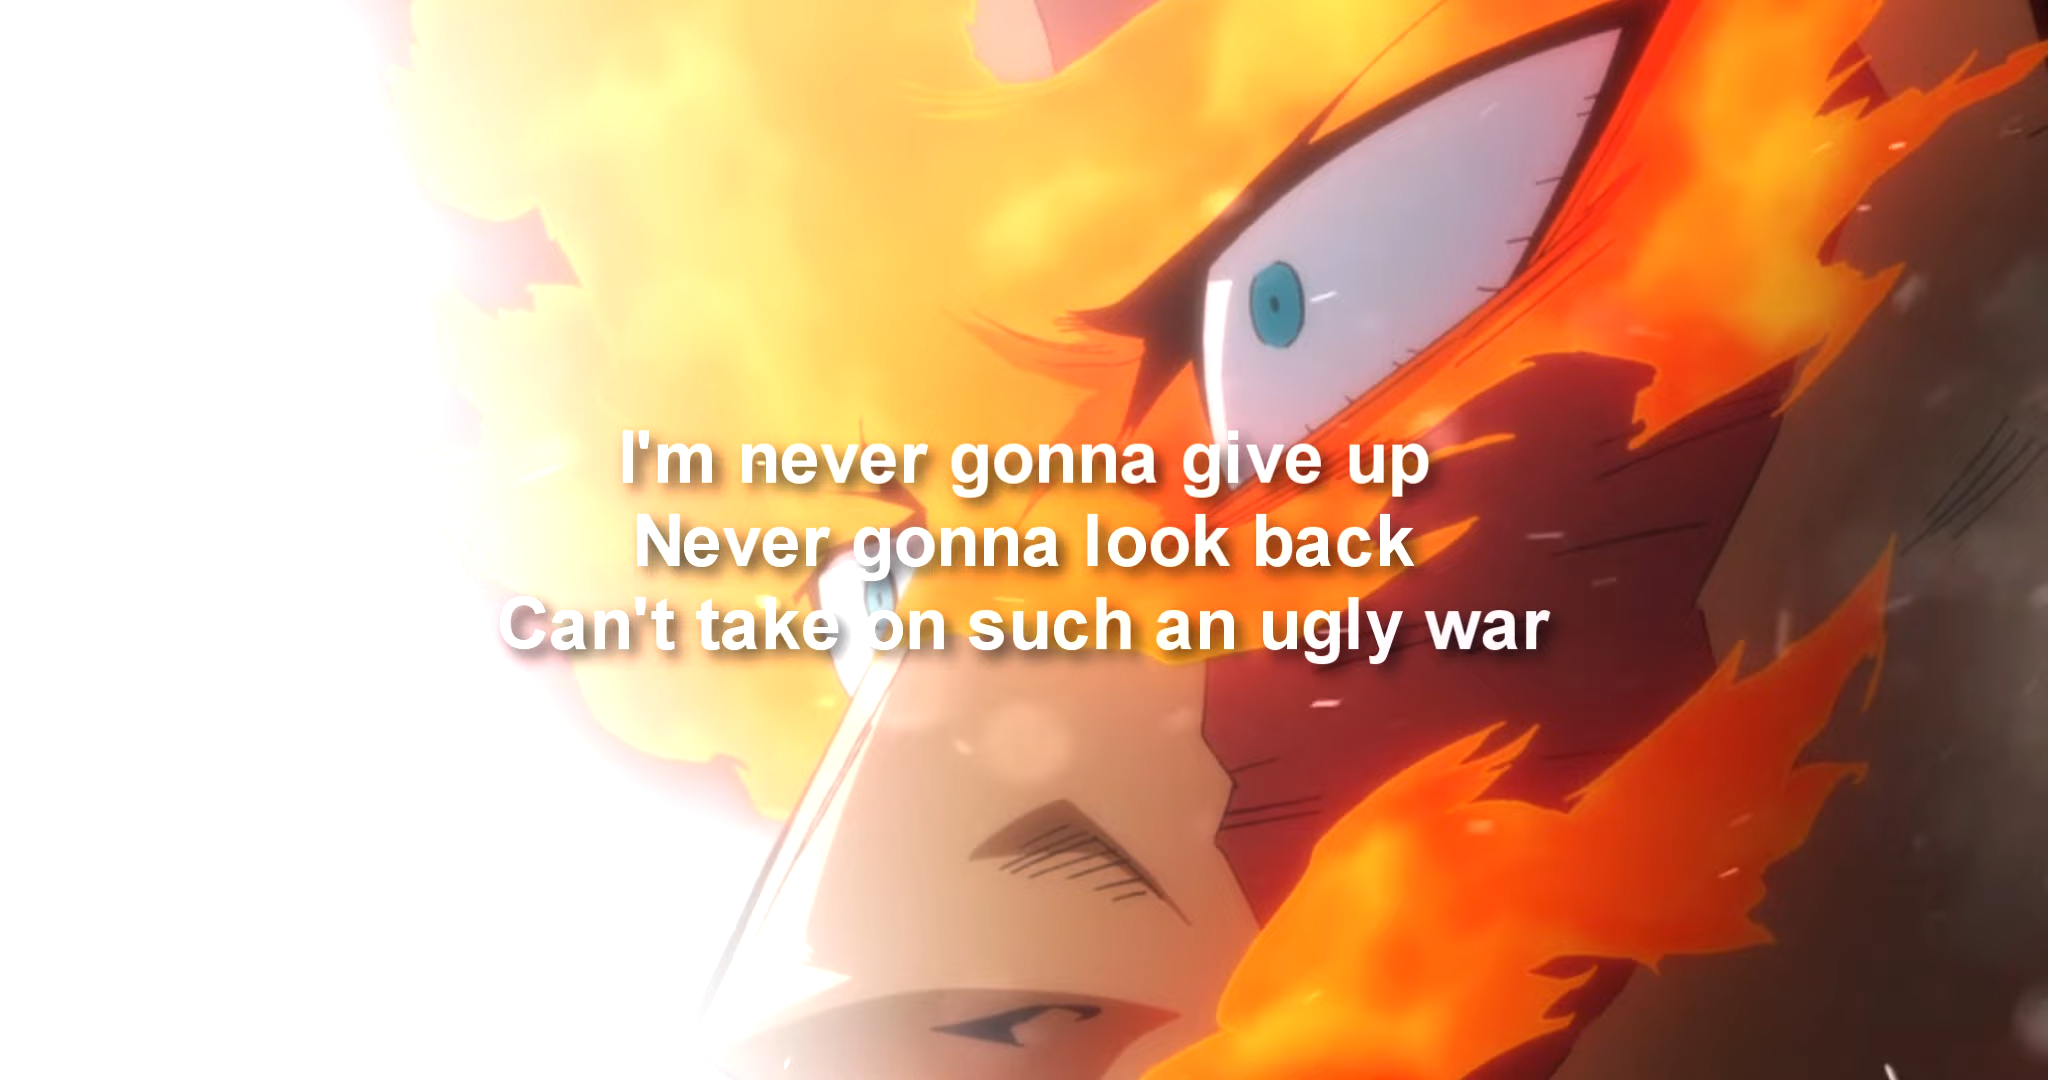 I'm never gonna give up
Never gonna look back
Can't take on such an ugly war